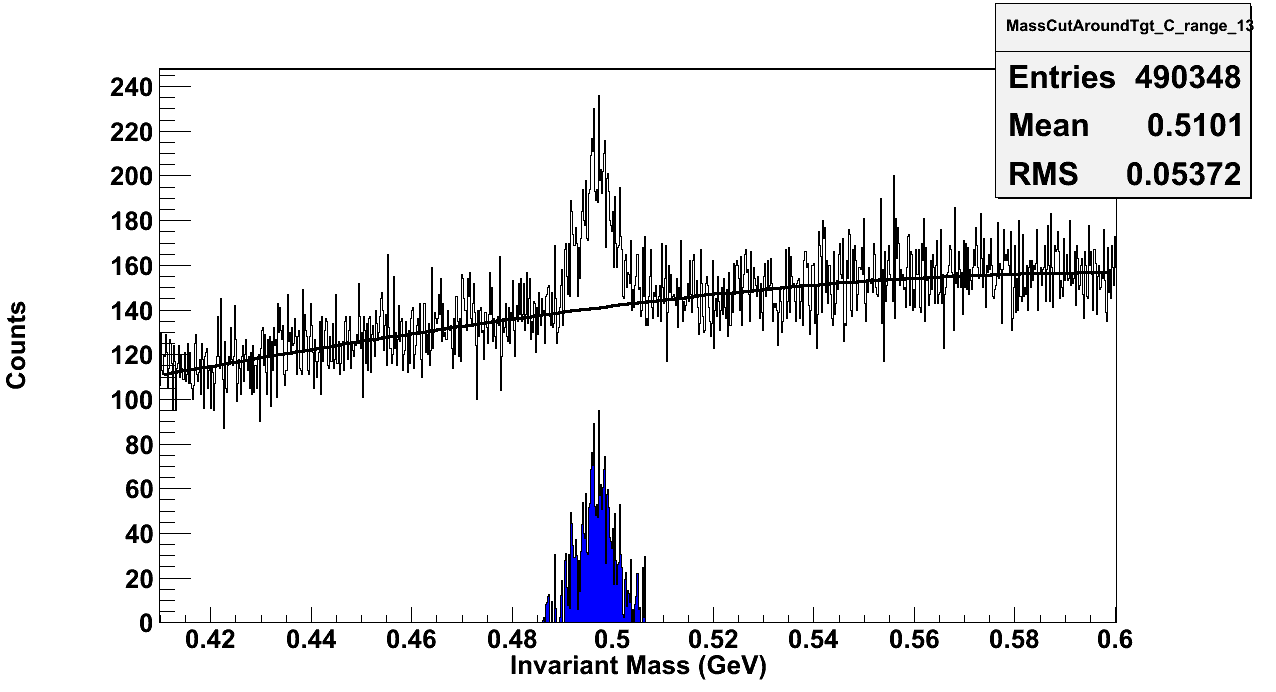 MassCutAroundTgt_C_range_13
Entries 490348
Mean 0.5101
RMS 0.05372
240
220
200
180
160
140
120
100
80
60
40
20
0
Counts
0.42 0.44 0.46 0.48 0.5 0.52 0.54 0.56 0.58 0.6
Invariant Mass (GeV)